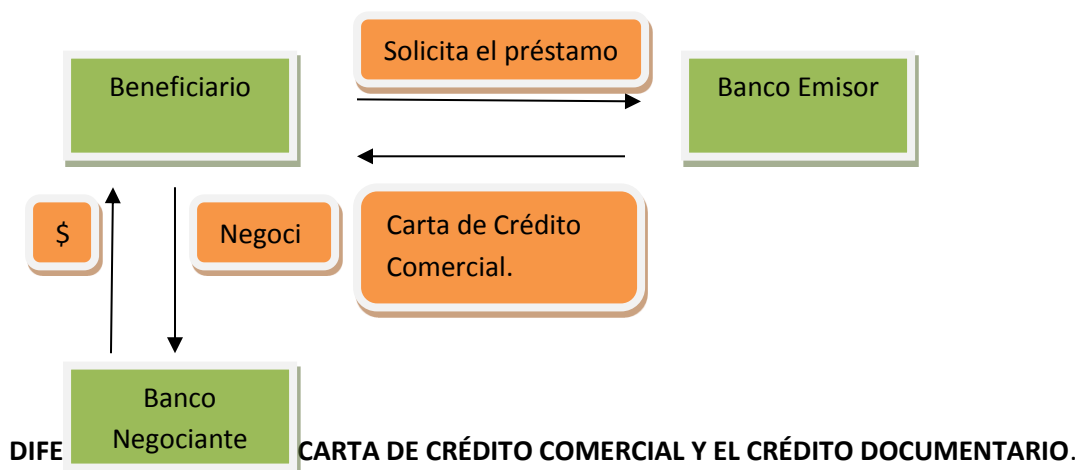 Solicita el préstamo
Beneficiario
Banco Emisor
$
Negoci
Carta de Crédito
Comercial.
Banco
Negociante
DIFE CARTA DE CRÉDITO COMERCIAL Y EL CRÉDITO DOCUMENTARIO.